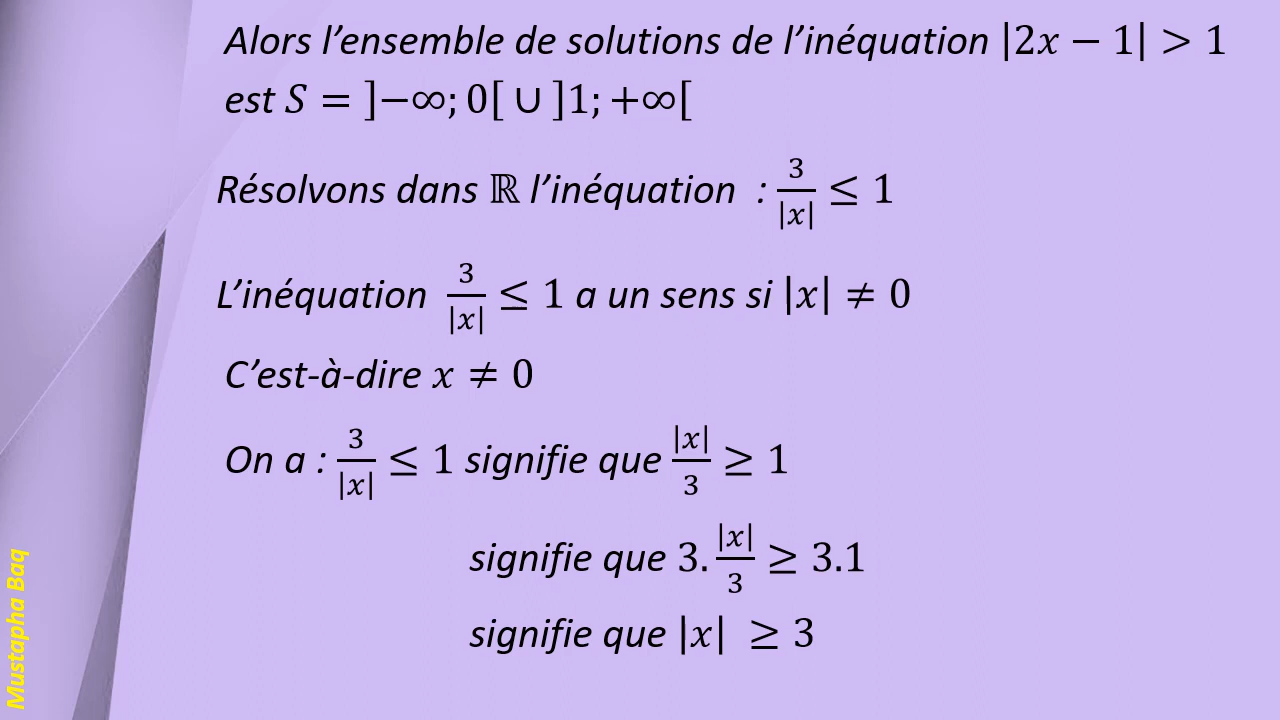 Alors l’ensemble de solutions de l’inéquation |2x − 1| > 1
est S = ]−∞; 0[ ∪ ]1; +∞[
Résolvons dans ℝ l’inéquation : 3/|x| ≤ 1
L’inéquation 3/|x| ≤ 1 a un sens si |x| ≠ 0
C’est-à-dire x ≠ 0
On a : 3/|x| ≤ 1 signifie que |x|/3 ≥ 1
signifie que 3. |x|/3 ≥ 3.1
signifie que |x| ≥ 3
Mustapha Baq